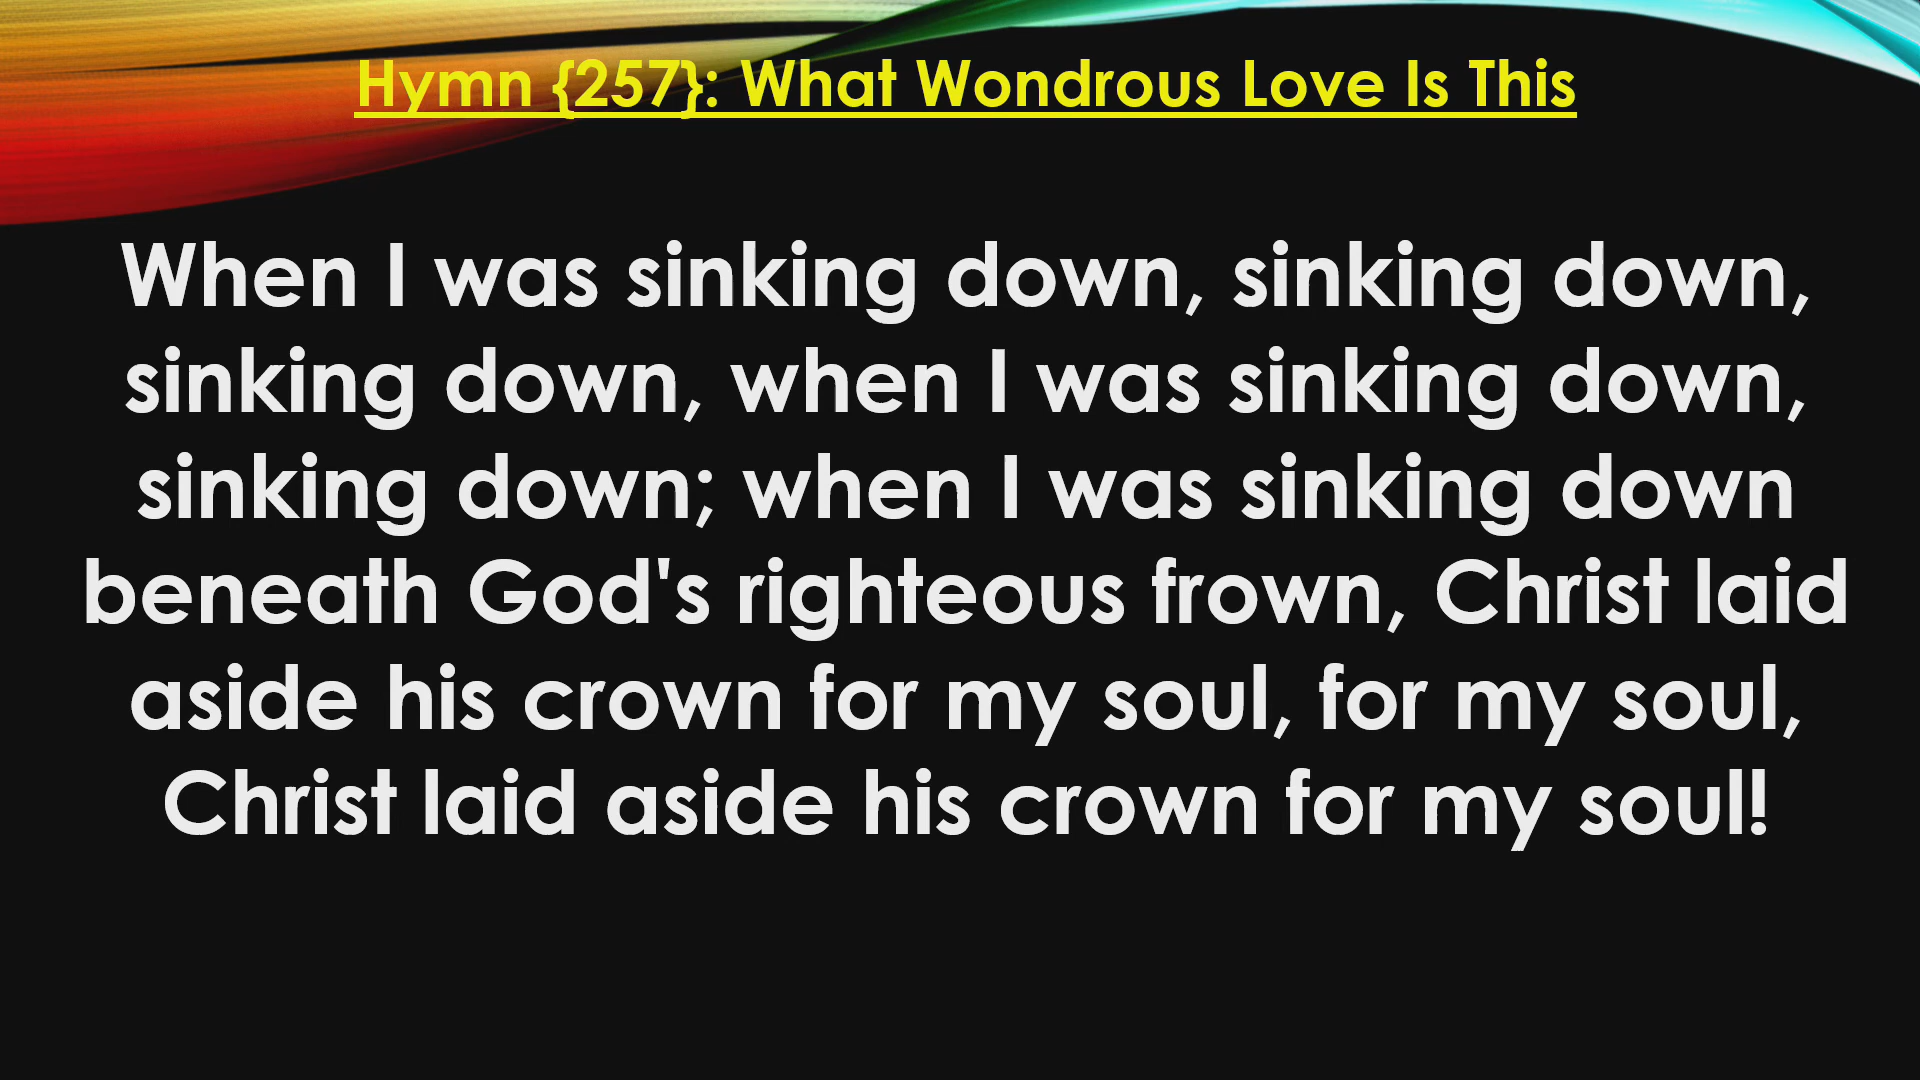 Hymn {257}: What Wondrous Love Is This
When I was sinking down, sinking down,
sinking down, when I was sinking down,
sinking down; when I was sinking down
beneath God's righteous frown, Christ laid
aside his crown for my soul, for my soul,
Christ laid aside his crown for my soul!